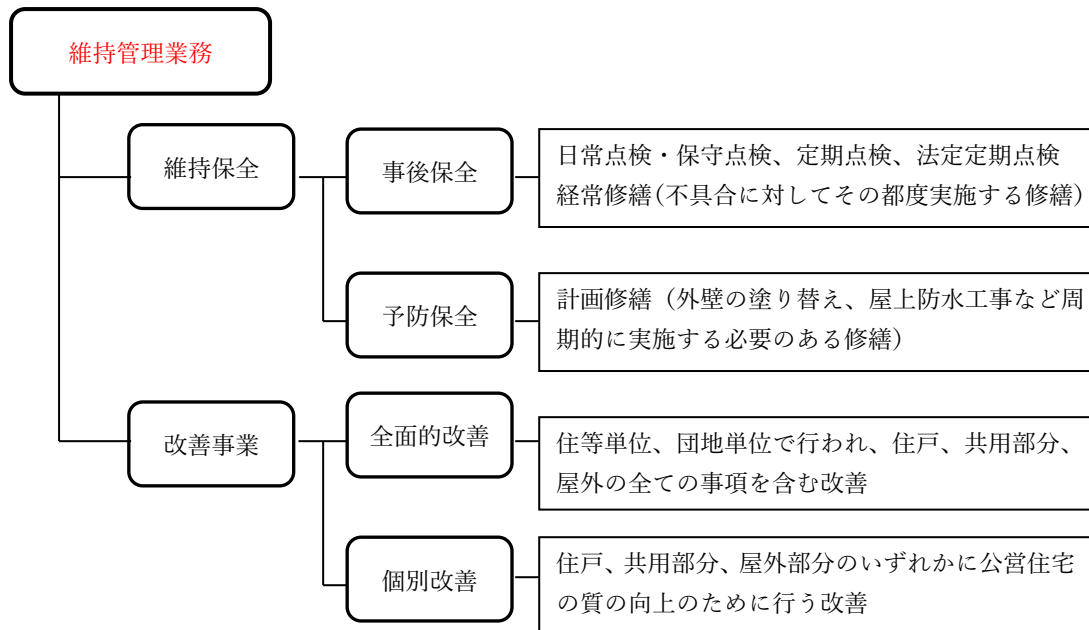 維持管理業務
維持保全
事後保全
日常点検・保守点検、定期点検、法定定期点検
経常修繕(不具合に対してその都度実施する修繕)
予防保全
計画修繕（外壁の塗り替え、屋上防水工事など周
期的に実施する必要のある修繕）
改善事業
全面的改善
住等単位、団地単位で行われ、住戸、共用部分、
屋外の全ての事項を含む改善
個別改善
住戸、共用部分、屋外部分のいずれかに公営住宅
の質の向上のために行う改善